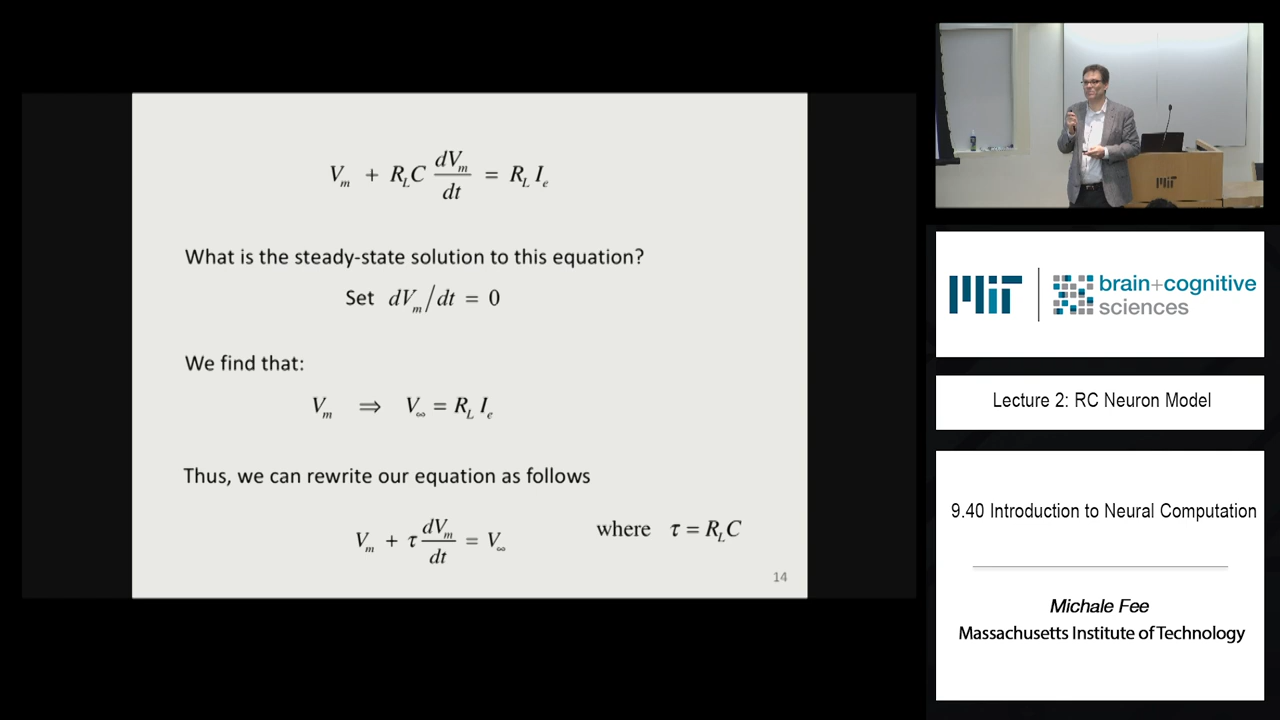 V_m + R_L C dV_m/dt = R_L I_e
What is the steady-state solution to this equation?
Set dV_m/dt = 0
We find that:
V_m ⇒ V_∞ = R_L I_e
Thus, we can rewrite our equation as follows
V_m + τ dV_m/dt = V_∞ where τ = R_L C
14
MIT
MIT | brain+cognitive
sciences
Lecture 2: RC Neuron Model
9.40 Introduction to Neural Computation
Michale Fee
Massachusetts Institute of Technology